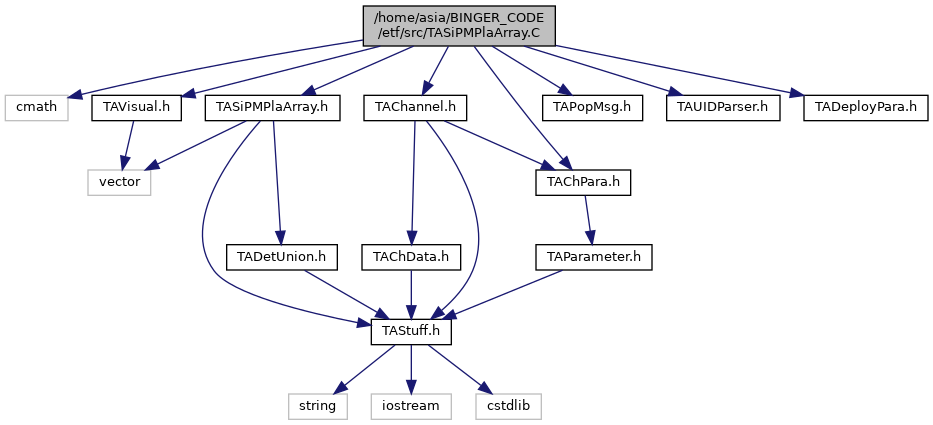 /home/asia/BINGER_CODE
/etf/src/TASiPMPlaArray.C
cmath
TAVisual.h
TASiPMPlaArray.h
TAChannel.h
TAPopMsg.h
TAUIDParser.h
TADeployPara.h
vector
TAChPara.h
TADetUnion.h
TAChData.h
TAParameter.h
TAStuff.h
string
iostream
cstdlib